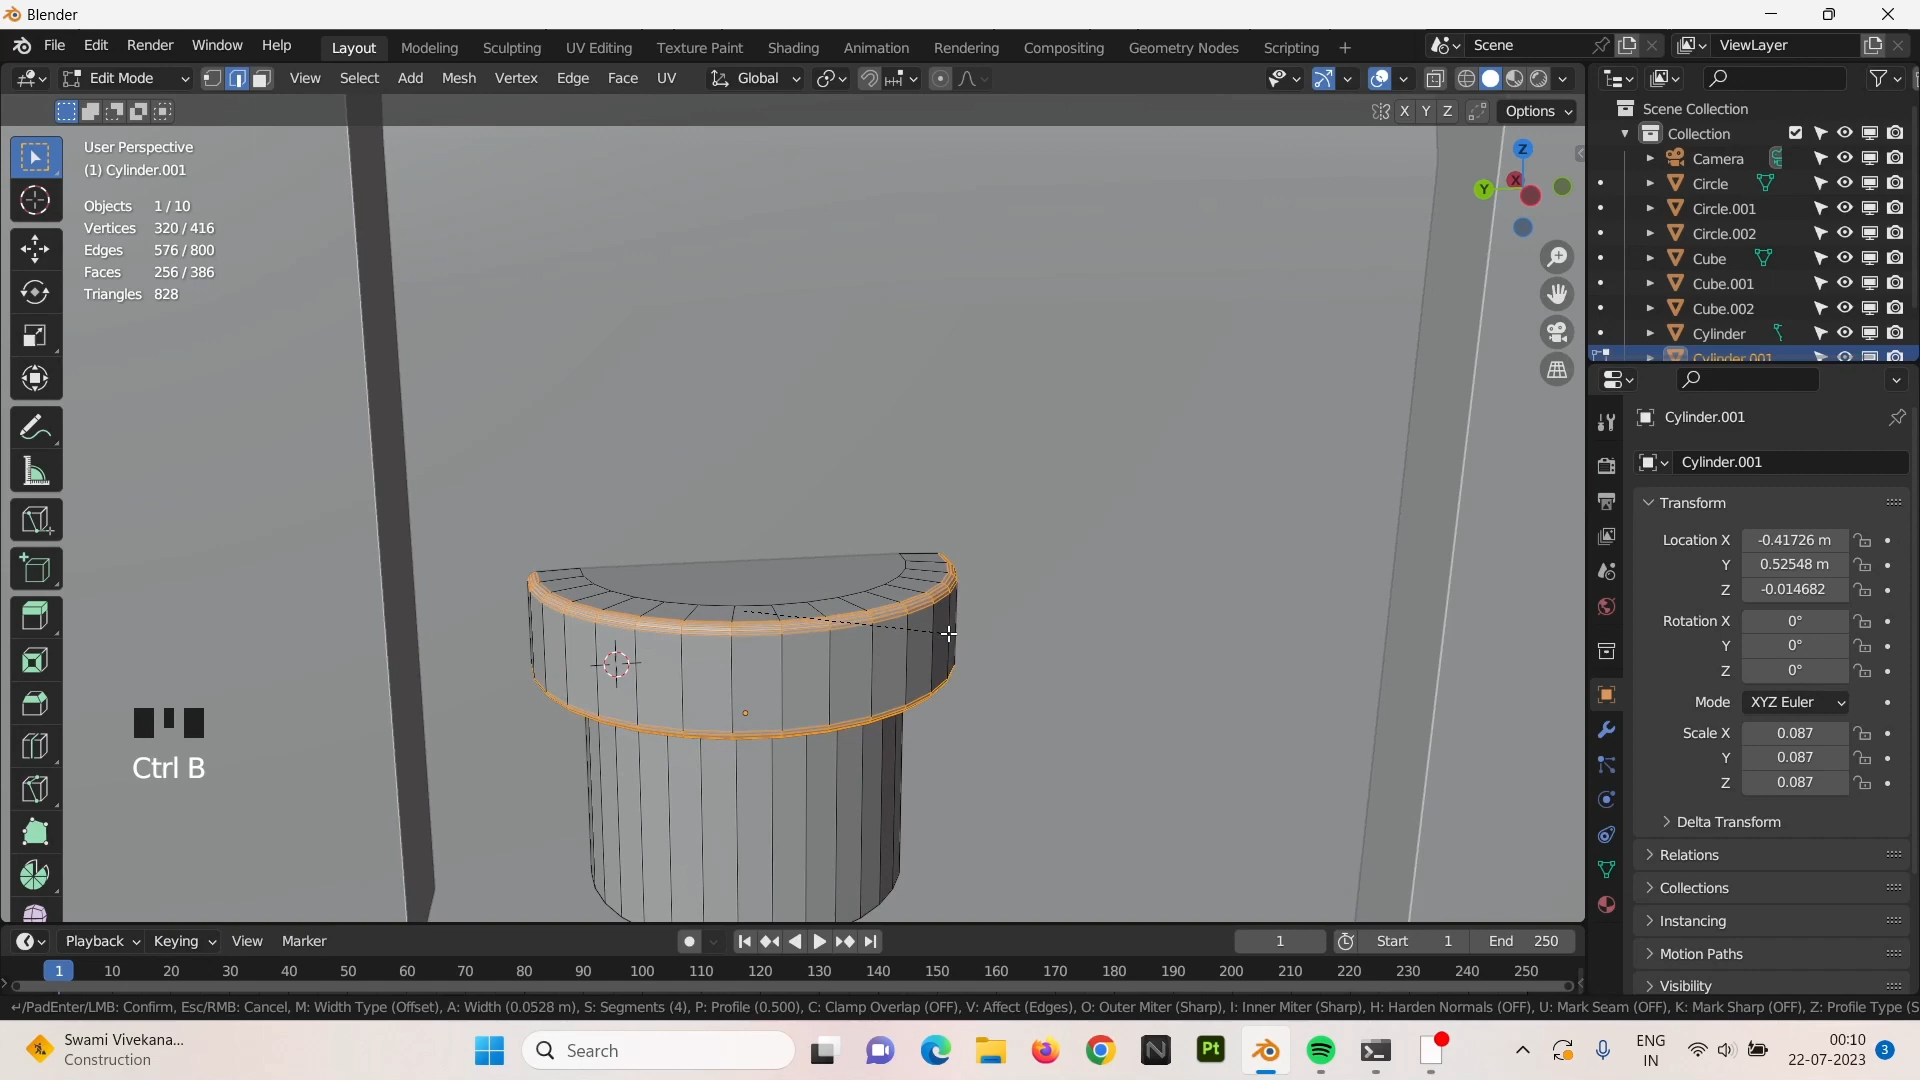 Blender
File Edit Render Window Help Layout Modeling Sculpting UV Editing Texture Paint Shading Animation Rendering Compositing Geometry Nodes Scripting + Scene ViewLayer
Edit Mode View Select Add Mesh Vertex Edge Face UV Global
X Y Z Options
User Perspective
(1) Cylinder.001
Objects 1 / 10
Vertices 320 / 416
Edges 576 / 800
Faces 256 / 386
Triangles 828
Z
Y
X
Ctrl B
Scene Collection
Collection
Camera
Circle
Circle.001
Circle.002
Cube
Cube.001
Cube.002
Cylinder
Cylinder.001
Cylinder.001
Cylinder.001
Transform
Location X -0.41726 m
Y 0.52548 m
Z -0.014682
Rotation X 0°
Y 0°
Z 0°
Mode XYZ Euler
Scale X 0.087
Y 0.087
Z 0.087
Delta Transform
Relations
Collections
Instancing
Motion Paths
Visibility
Playback Keying View Marker 1 Start 1 End 250
1 10 20 30 40 50 60 70 80 90 100 110 120 130 140 150 160 170 180 190 200 210 220 230 240 250
↵/PadEnter/LMB: Confirm, Esc/RMB: Cancel, M: Width Type (Offset), A: Width (0.0528 m), S: Segments (4), P: Profile (0.500), C: Clamp Overlap (OFF), V: Affect (Edges), O: Outer Miter (Sharp), I: Inner Miter (Sharp), H: Harden Normals (OFF), U: Mark Seam (OFF), K: Mark Sharp (OFF), Z: Profile Type (S
Swami Vivekana...
Construction
Search
Pt
ENG
IN
00:10
22-07-2023
3